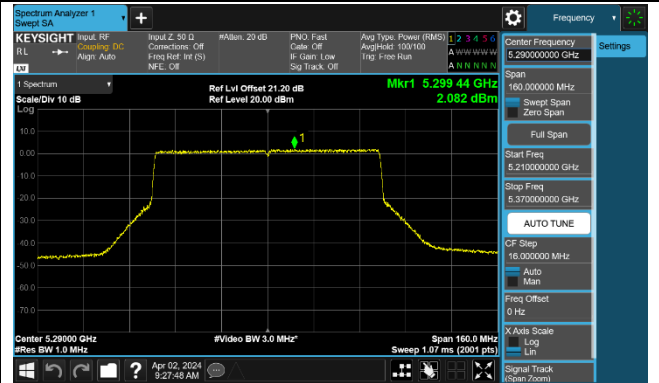 Spectrum Analyzer 1
Swept SA
Frequency
KEYSIGHT
RL
LXI
Input: RF
Coupling: DC
Align: Auto
Input Z: 50 Ω
Corrections: Off
Freq Ref: Int (S)
NFE: Off
#Atten: 20 dB
PNO: Fast
Gate: Off
IF Gain: Low
Sig Track: Off
Avg Type: Power (RMS)
Avg|Hold: 100/100
Trig: Free Run
1 2 3 4 5 6
A W W W W W
A N N N N N
1 Spectrum
Scale/Div 10 dB
Log
Ref Lvl Offset 21.20 dB
Ref Level 20.00 dBm
Mkr1 5.299 44 GHz
2.082 dBm
1
10.0
0.00
-10.0
-20.0
-30.0
-40.0
-50.0
-60.0
-70.0
Center 5.29000 GHz
#Res BW 1.0 MHz
#Video BW 3.0 MHz*
Span 160.0 MHz
Sweep 1.07 ms (2001 pts)
Apr 02, 2024
9:27:48 AM
Center Frequency
5.290000000 GHz
Settings
Span
160.000000 MHz
Swept Span
Zero Span
Full Span
Start Freq
5.210000000 GHz
Stop Freq
5.370000000 GHz
AUTO TUNE
CF Step
16.000000 MHz
Auto
Man
Freq Offset
0 Hz
X Axis Scale
Log
Lin
Signal Track
(Span Zoom)